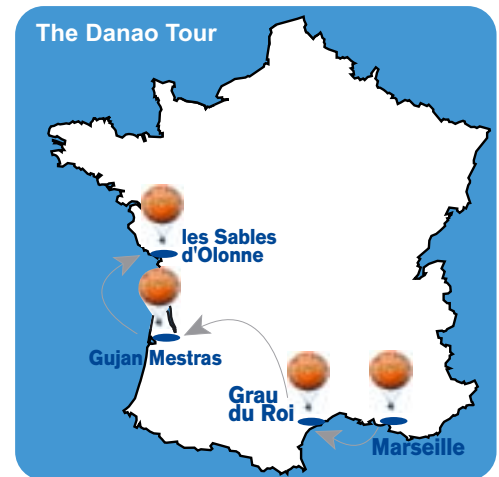 The Danao Tour
les Sables
d'Olonne
Gujan Mestras
Grau
du Roi
Marseille